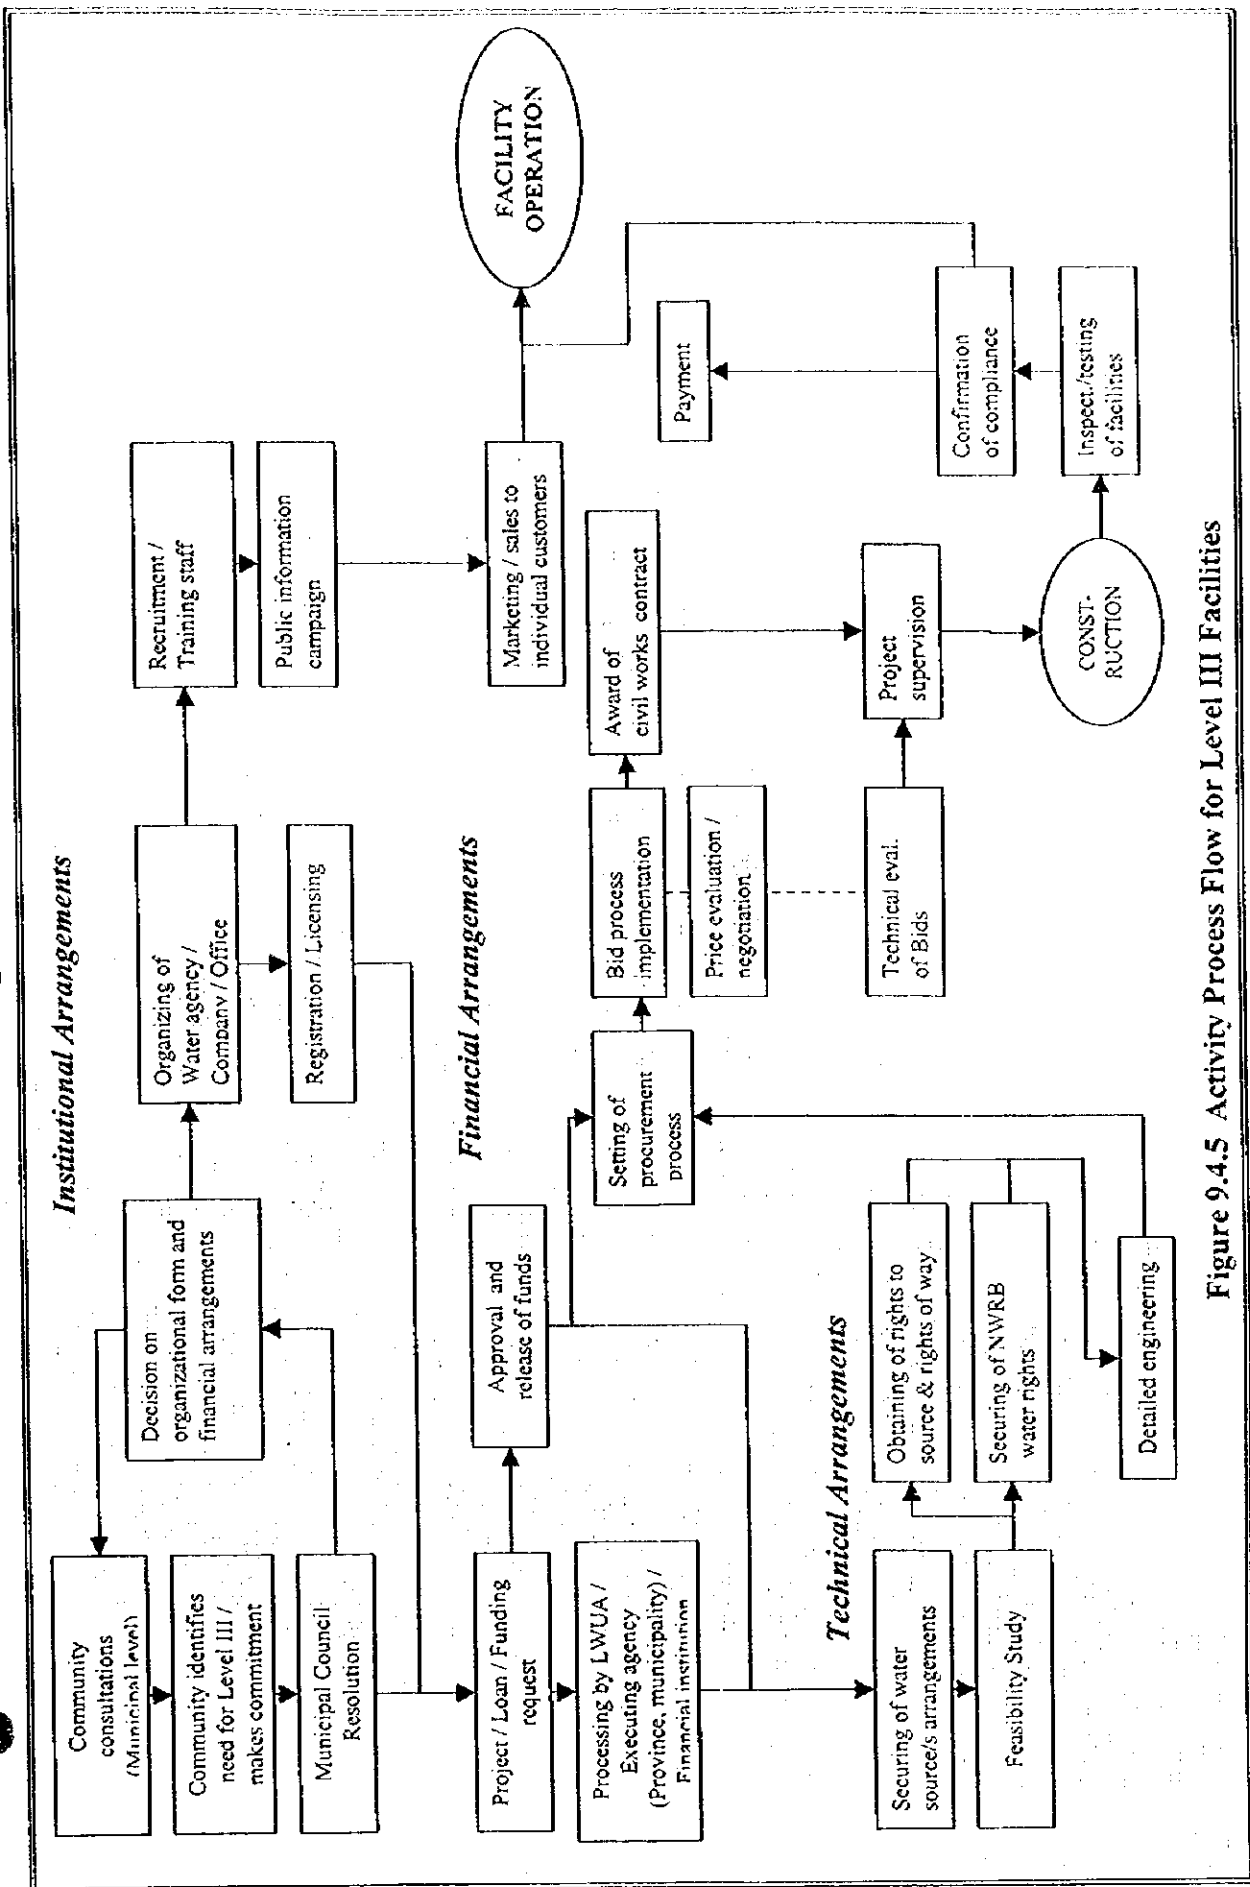 Institutional Arrangements
Community
consultations
(Municipal level)
Community identifies
need for Level III /
makes commitment
Municipal Council
Resolution
Decision on
organizational form and
financial arrangements
Organizing of
Water agency /
Company / Office
Registration / Licensing
Recruitment /
Training staff
Public information
campaign
Marketing / sales to
individual customers
FACILITY
OPERATION
Financial Arrangements
Project / Loan / Funding
request
Processing by LWUA /
Executing agency
(Province, municipality) /
Financial institution
Approval and
release of funds
Setting of
procurement
process
Bid process
implementation
Price evaluation /
negotiation
Award of
civil works contract
Payment
Technical Arrangements
Securing of water
source/s arrangements
Feasibility Study
Obtaining of rights to
source & rights of way
Securing of NWRB
water rights
Detailed engineering
Technical eval.
of Bids
Project
supervision
CONST-
RUCTION
Confirmation
of compliance
Inspect./testing
of facilities
Figure 9.4.5 Activity Process Flow for Level III Facilities